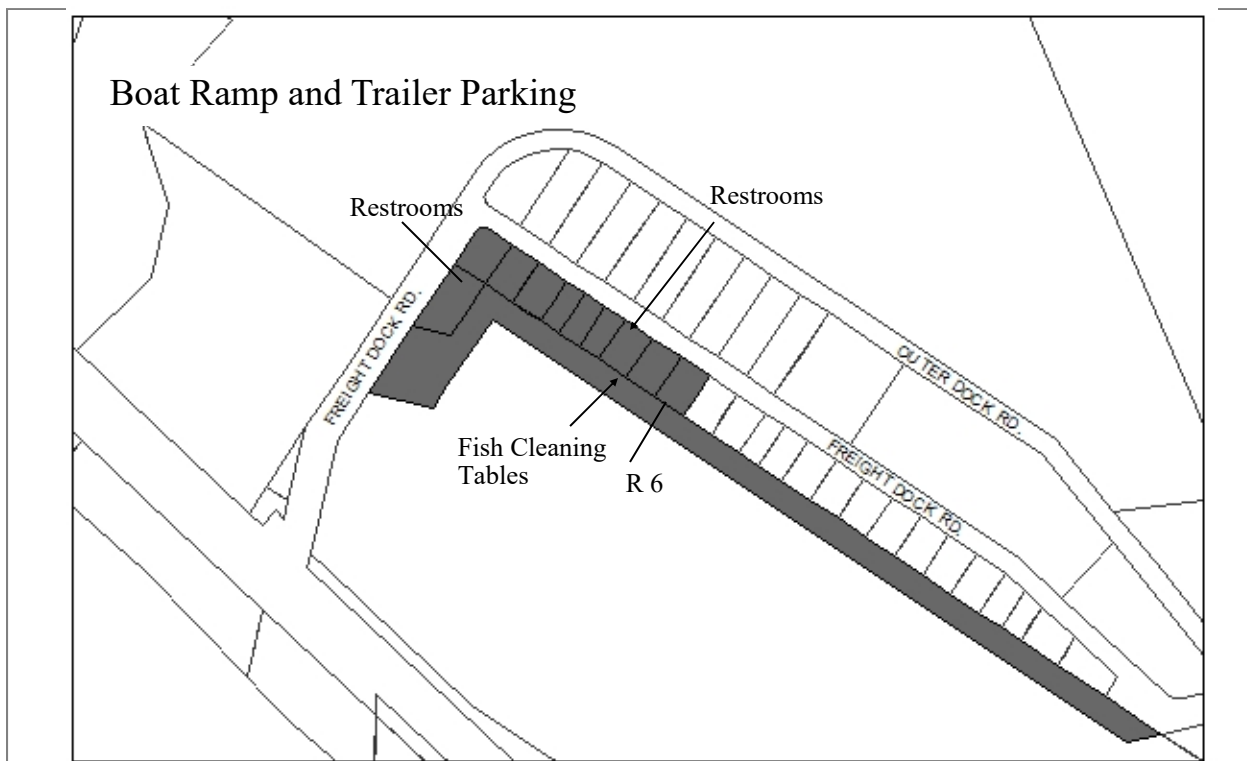 Boat Ramp and Trailer Parking
Restrooms
Restrooms
FREIGHT DOCK RD.
OUTER DOCK RD.
FREIGHT DOCK RD.
Fish Cleaning
Tables
R 6